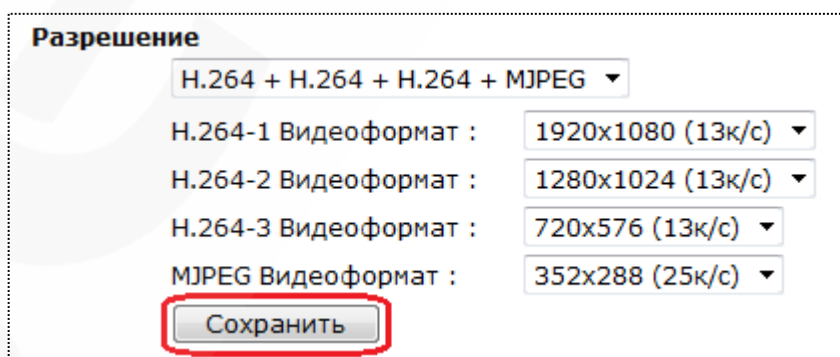 Разрешение
H.264 + H.264 + H.264 + MJPEG
H.264-1 Видеоформат : 1920x1080 (13к/с)
H.264-2 Видеоформат : 1280x1024 (13к/с)
H.264-3 Видеоформат : 720x576 (13к/с)
MJPEG Видеоформат : 352x288 (25к/с)
Сохранить